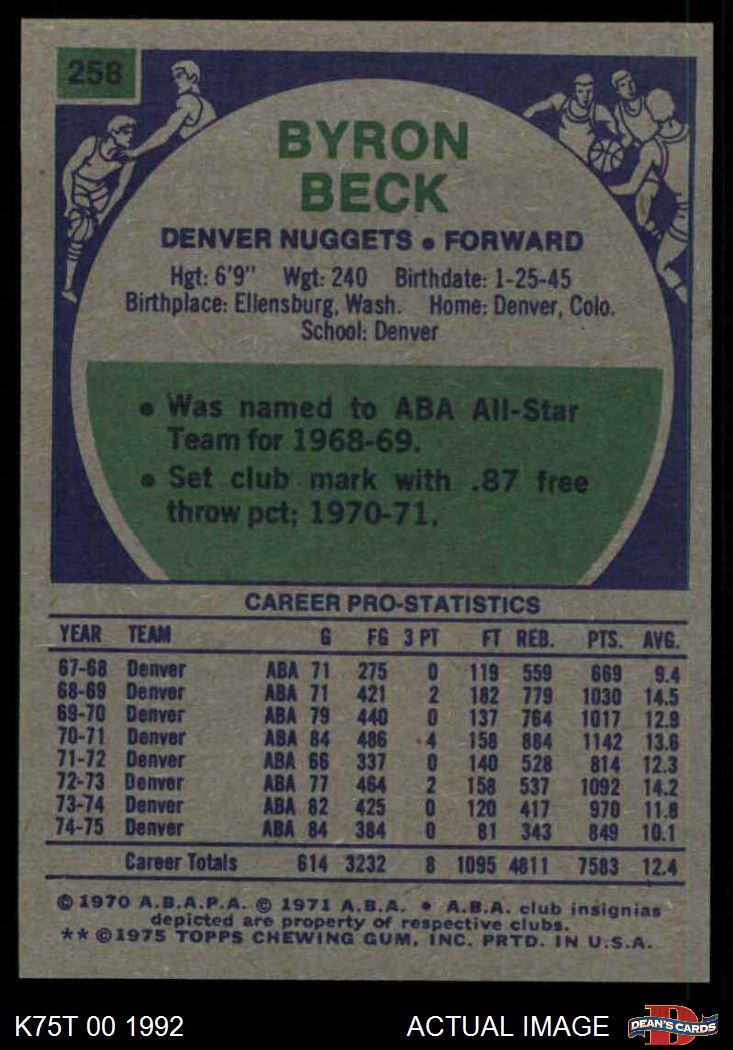 258
BYRON
BECK
DENVER NUGGETS • FORWARD
Hgt: 6'9" Wgt: 240 Birthdate: 1-25-45
Birthplace: Ellensburg, Wash. Home: Denver, Colo.
School: Denver
• Was named to ABA All-Star
Team for 1968-69.
• Set club mark with .87 free
throw pct; 1970-71.
CAREER PRO-STATISTICS
YEAR TEAM G FG 3 PT FT REB. PTS. AVG.
67-68 Denver ABA 71 275 0 119 559 669 9.4
68-69 Denver ABA 71 421 2 182 779 1030 14.5
69-70 Denver ABA 79 440 0 137 764 1017 12.9
70-71 Denver ABA 84 486 4 158 884 1142 13.6
71-72 Denver ABA 66 337 0 140 528 814 12.3
72-73 Denver ABA 77 464 2 158 537 1092 14.2
73-74 Denver ABA 82 425 0 120 417 970 11.8
74-75 Denver ABA 84 384 0 81 343 849 10.1
Career Totals 614 3232 8 1095 4811 7583 12.4
© 1970 A.B.A.P.A. © 1971 A.B.A. • A.B.A. club insignias
depicted are property of respective clubs.
** © 1975 TOPPS CHEWING GUM, INC. PRTD. IN U.S.A.
K75T 00 1992 ACTUAL IMAGE DEAN'S CARDS